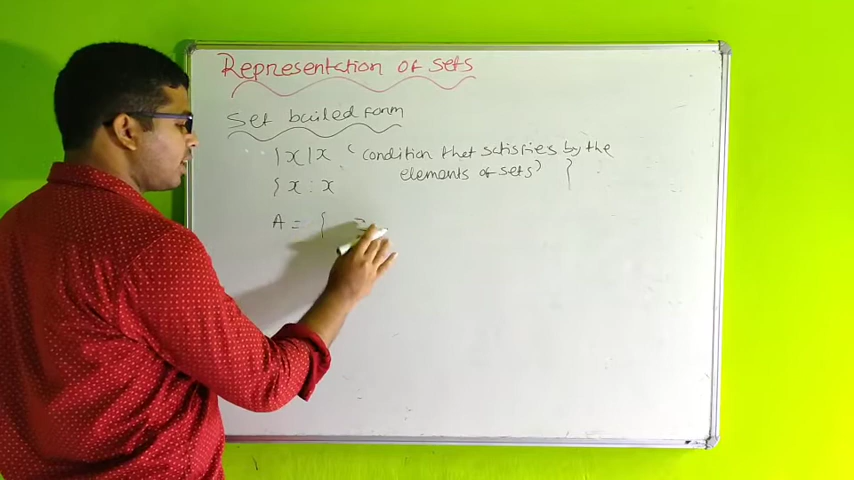 Representation of sets
Set builed form
{x|x (condition that satisfies by the
elements of sets) }
{x : x
A = {